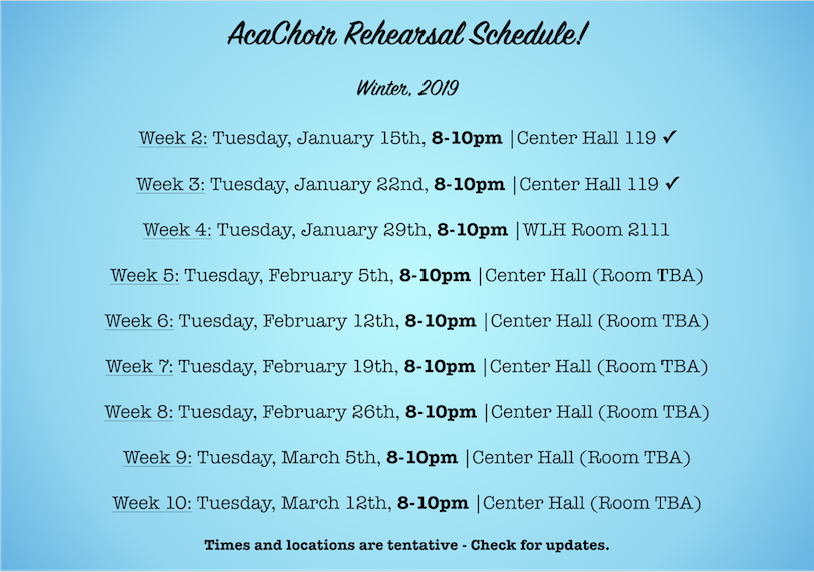 AcaChoir Rehearsal Schedule!
Winter, 2019
Week 2: Tuesday, January 15th, 8-10pm |Center Hall 119 ✓
Week 3: Tuesday, January 22nd, 8-10pm |Center Hall 119 ✓
Week 4: Tuesday, January 29th, 8-10pm |WLH Room 2111
Week 5: Tuesday, February 5th, 8-10pm |Center Hall (Room TBA)
Week 6: Tuesday, February 12th, 8-10pm |Center Hall (Room TBA)
Week 7: Tuesday, February 19th, 8-10pm |Center Hall (Room TBA)
Week 8: Tuesday, February 26th, 8-10pm |Center Hall (Room TBA)
Week 9: Tuesday, March 5th, 8-10pm |Center Hall (Room TBA)
Week 10: Tuesday, March 12th, 8-10pm |Center Hall (Room TBA)
Times and locations are tentative - Check for updates.